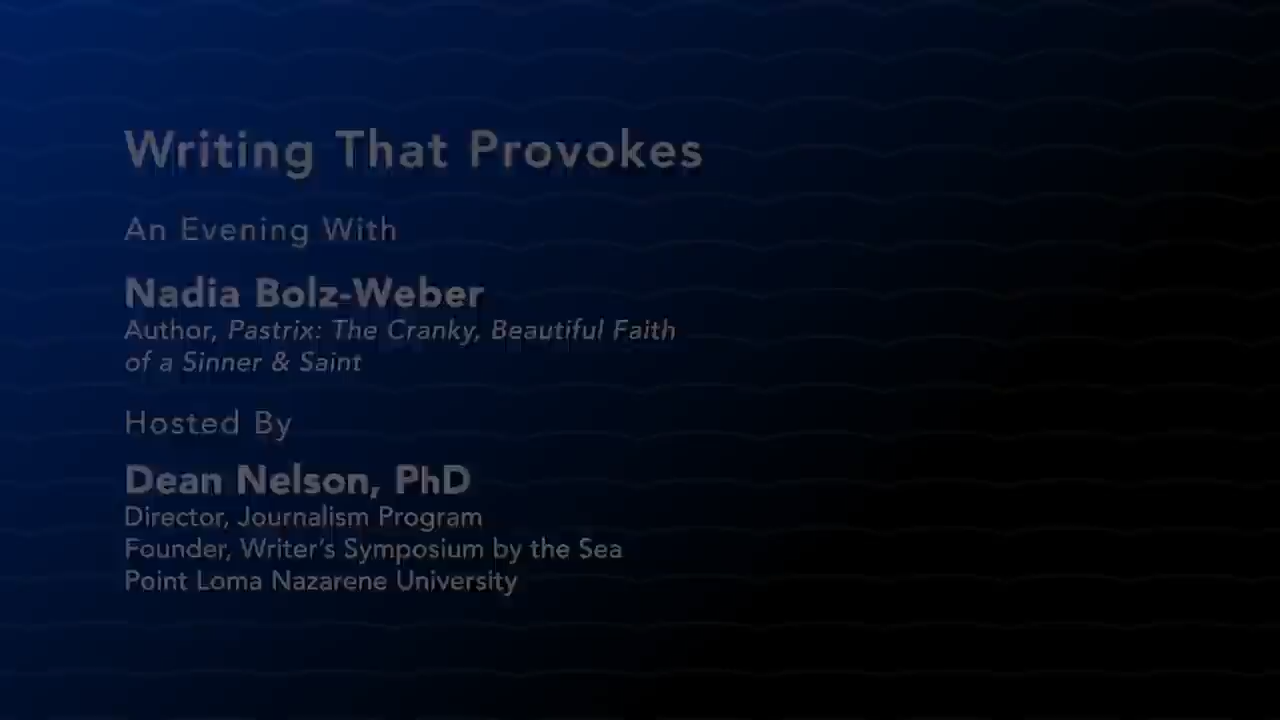 Writing That Provokes
An Evening With
Nadia Bolz-Weber
Author, Pastrix: The Cranky, Beautiful Faith
of a Sinner & Saint
Hosted By
Dean Nelson, PhD
Director, Journalism Program
Founder, Writer's Symposium by the Sea
Point Loma Nazarene University